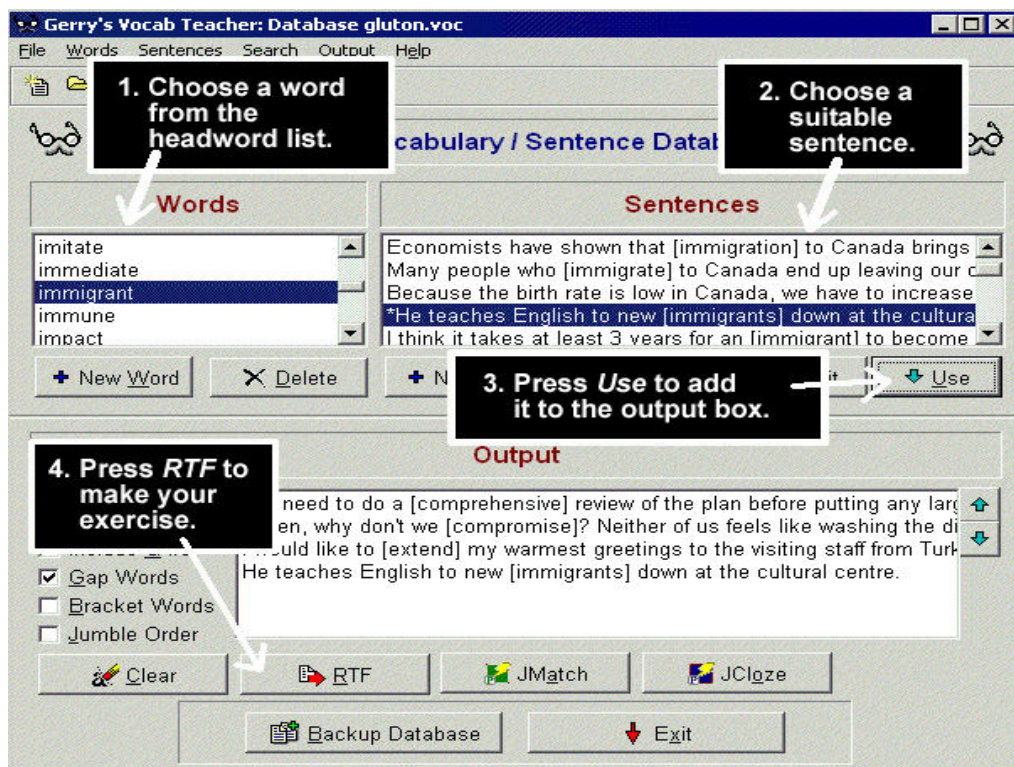 Gerry's Vocab Teacher: Database gluton.voc
File Words Sentences Search Output Help
1. Choose a word
from the
headword list.
2. Choose a
suitable
sentence.
cabulary / Sentence Datab
Words
Sentences
imitate
immediate
immigrant
immune
impact
Economists have shown that [immigration] to Canada brings
Many people who [immigrate] to Canada end up leaving our c
Because the birth rate is low in Canada, we have to increase
*He teaches English to new [immigrants] down at the cultura
I think it takes at least 3 years for an [immigrant] to become
New Word
Delete
N
3. Press Use to add
it to the output box.
Use
Output
4. Press RTF to
make your
exercise.
need to do a [comprehensive] review of the plan before putting any larg
en, why don't we [compromise]? Neither of us feels like washing the di
would like to [extend] my warmest greetings to the visiting staff from Turk
He teaches English to new [immigrants] down at the cultural centre.
Gap Words
Bracket Words
Jumble Order
Clear
RTF
JMatch
JCloze
Backup Database
Exit